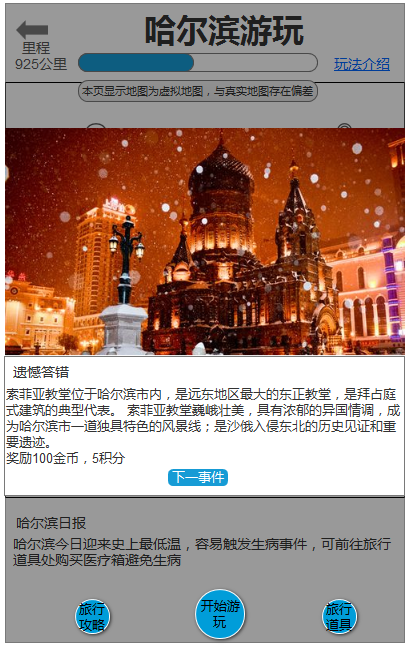 哈尔滨游玩
里程
925公里
玩法介绍
本页显示地图为虚拟地图，与真实地图存在偏差
遗憾答错
索菲亚教堂位于哈尔滨市内，是远东地区最大的东正教堂，是拜占庭
式建筑的典型代表。 索菲亚教堂巍峨壮美，具有浓郁的异国情调，成
为哈尔滨市一道独具特色的风景线；是沙俄入侵东北的历史见证和重
要遗迹。
奖励100金币，5积分
下一事件
哈尔滨日报
哈尔滨今日迎来史上最低温，容易触发生病事件，可前往旅行
道具处购买医疗箱避免生病
旅行
攻略
开始游
玩
旅行
道具